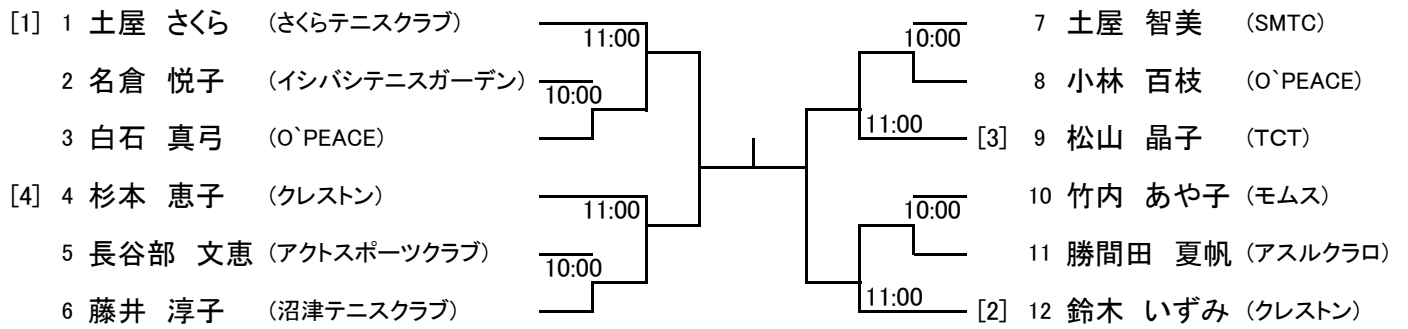 [1] 1 土屋 さくら (さくらテニスクラブ)
11:00
2 名倉 悦子 (イシバシテニスガーデン)
10:00
3 白石 真弓 (O`PEACE)
[4] 4 杉本 恵子 (クレストン)
11:00
5 長谷部 文恵 (アクトスポーツクラブ)
10:00
6 藤井 淳子 (沼津テニスクラブ)
7 土屋 智美 (SMTC)
10:00
8 小林 百枝 (O`PEACE)
11:00
[3] 9 松山 晶子 (TCT)
10 竹内 あや子 (モムス)
10:00
11 勝間田 夏帆 (アスルクラロ)
11:00
[2] 12 鈴木 いずみ (クレストン)